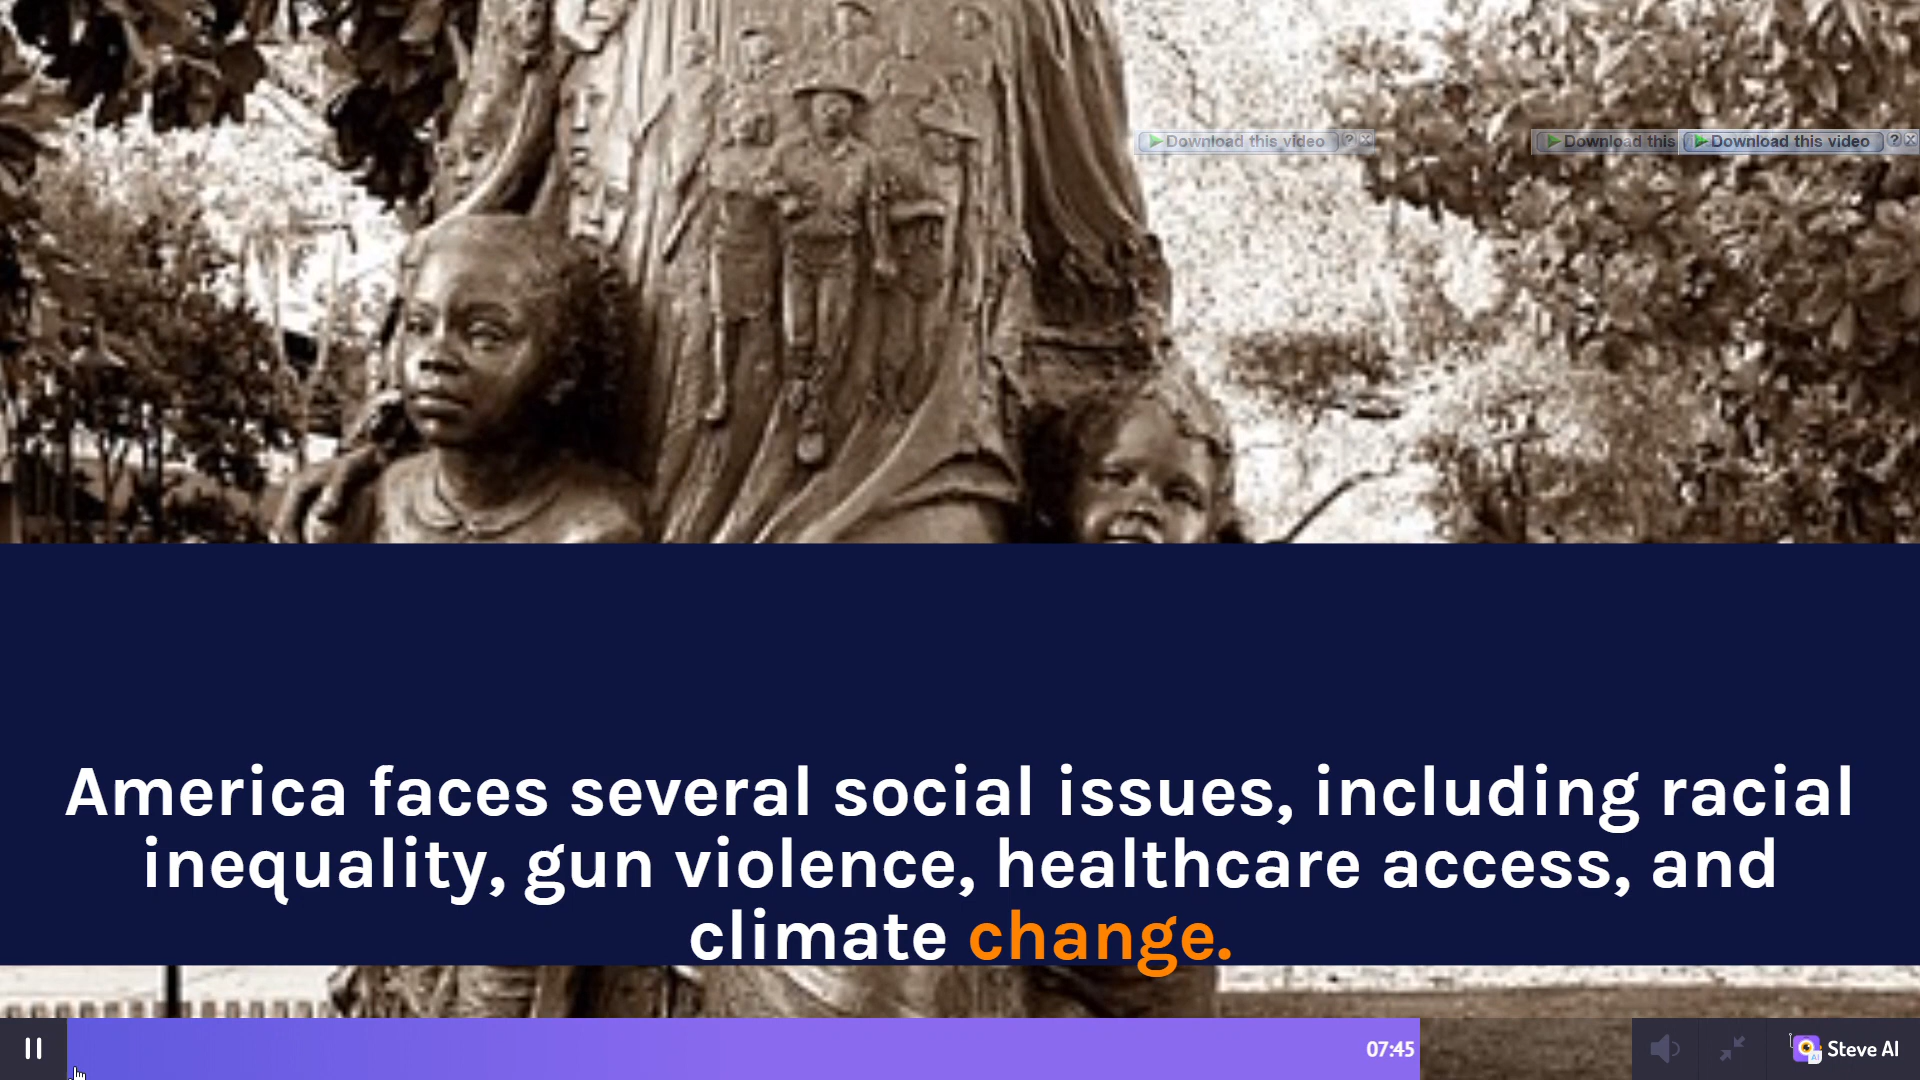 Download this video ?
Download this
Download this video ?
America faces several social issues, including racial
inequality, gun violence, healthcare access, and
climate change.
07:45
AI
Steve AI